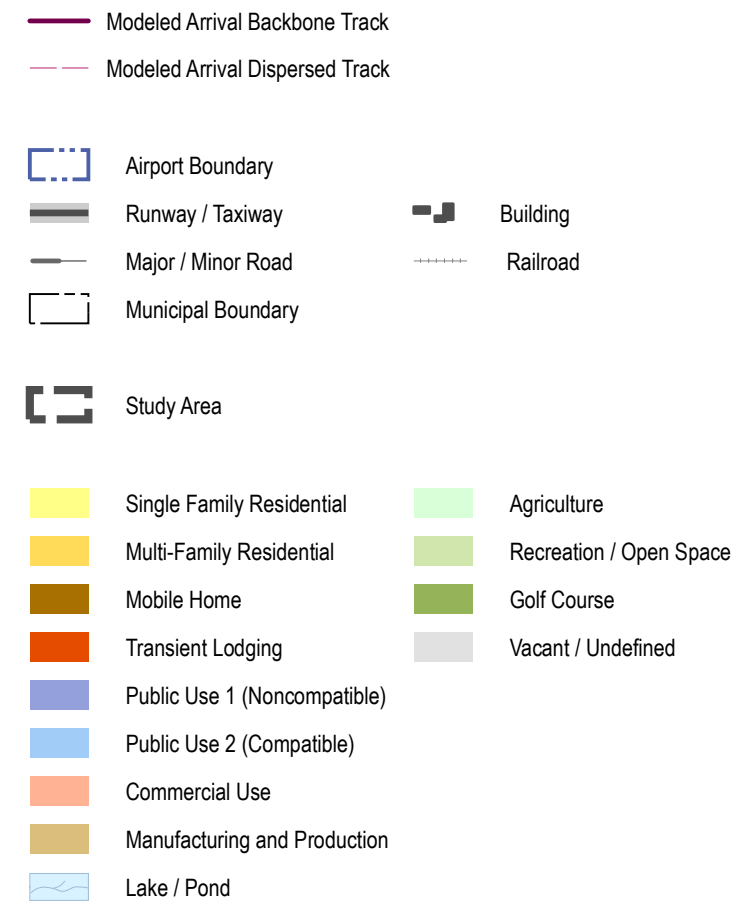 Modeled Arrival Backbone Track
Modeled Arrival Dispersed Track
Airport Boundary
Runway / Taxiway
Building
Major / Minor Road
Railroad
Municipal Boundary
Study Area
Single Family Residential
Agriculture
Multi-Family Residential
Recreation / Open Space
Mobile Home
Golf Course
Transient Lodging
Vacant / Undefined
Public Use 1 (Noncompatible)
Public Use 2 (Compatible)
Commercial Use
Manufacturing and Production
Lake / Pond